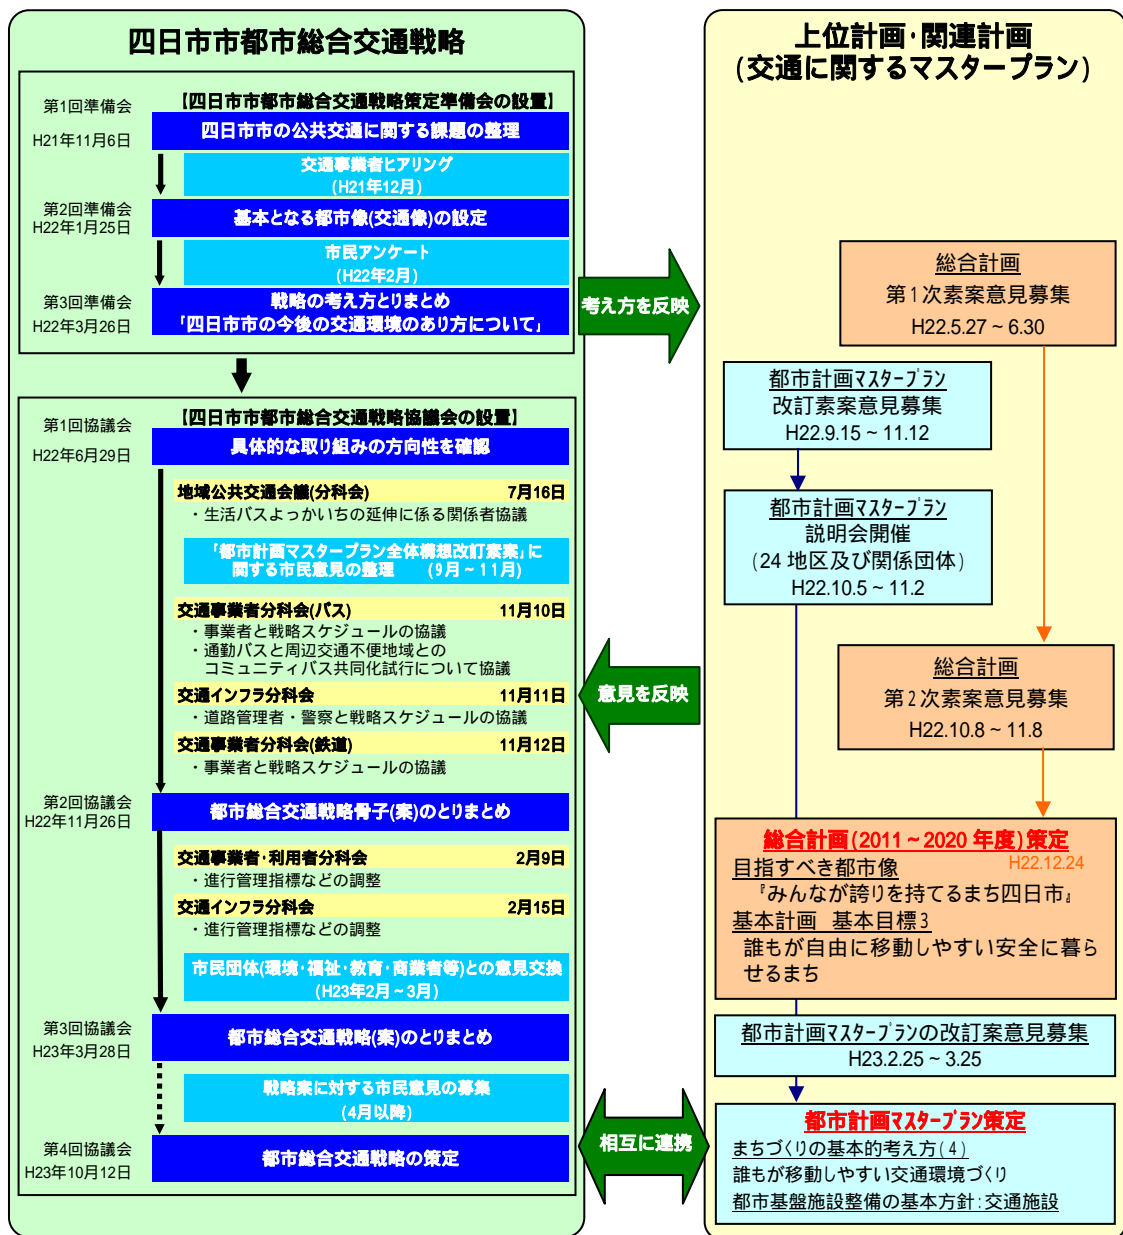 四日市市都市総合交通戦略
【四日市市都市総合交通戦略策定準備会の設置】
第1回準備会
H21年11月6日
四日市市の公共交通に関する課題の整理
交通事業者ヒアリング
(H21年12月)
第2回準備会
H22年1月25日
基本となる都市像(交通像)の設定
市民アンケート
(H22年2月)
第3回準備会
H22年3月26日
戦略の考え方とりまとめ
「四日市市の今後の交通環境のあり方について」
【四日市市都市総合交通戦略協議会の設置】
第1回協議会
H22年6月29日
具体的な取り組みの方向性を確認
地域公共交通会議(分科会) 7月16日
・生活バスよっかいちの延伸に係る関係者協議
「都市計画マスタープラン全体構想改訂素案」に
関する市民意見の整理 (9月～11月)
交通事業者分科会(バス) 11月10日
・事業者と戦略スケジュールの協議
・通勤バスと周辺交通不便地域との
コミュニティバス共同化試行について協議
交通インフラ分科会 11月11日
・道路管理者・警察と戦略スケジュールの協議
交通事業者分科会(鉄道) 11月12日
・事業者と戦略スケジュールの協議
第2回協議会
H22年11月26日
都市総合交通戦略骨子(案)のとりまとめ
交通事業者・利用者分科会 2月9日
・進行管理指標などの調整
交通インフラ分科会 2月15日
・進行管理指標などの調整
市民団体(環境・福祉・教育・商業者等)との意見交換
(H23年2月～3月)
第3回協議会
H23年3月28日
都市総合交通戦略(案)のとりまとめ
戦略案に対する市民意見の募集
(4月以降)
第4回協議会
H23年10月12日
都市総合交通戦略の策定
考え方を反映
意見を反映
相互に連携
上位計画・関連計画
(交通に関するマスタープラン)
総合計画
第1次素案意見募集
H22.5.27～6.30
都市計画マスタープラン
改訂素案意見募集
H22.9.15～11.12
都市計画マスタープラン
説明会開催
(24地区及び関係団体)
H22.10.5～11.2
総合計画
第2次素案意見募集
H22.10.8～11.8
総合計画(2011～2020年度)策定
H22.12.24
目指すべき都市像
『みんなが誇りを持てるまち四日市』
基本計画 基本目標3
誰もが自由に移動しやすい安全に暮ら
せるまち
都市計画マスタープランの改訂案意見募集
H23.2.25～3.25
都市計画マスタープラン策定
まちづくりの基本的考え方(4)
誰もが移動しやすい交通環境づくり
都市基盤施設整備の基本方針:交通施設